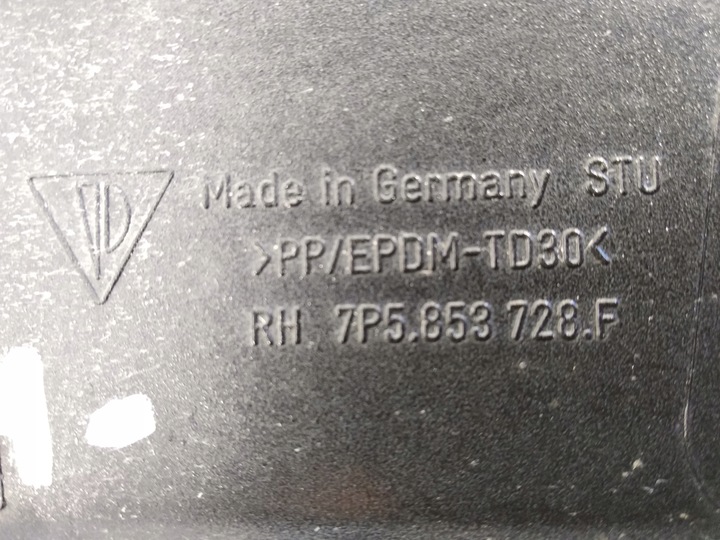 Made in Germany STU
>PP/EPDM-TD30<
RH 7P5.853 728.F